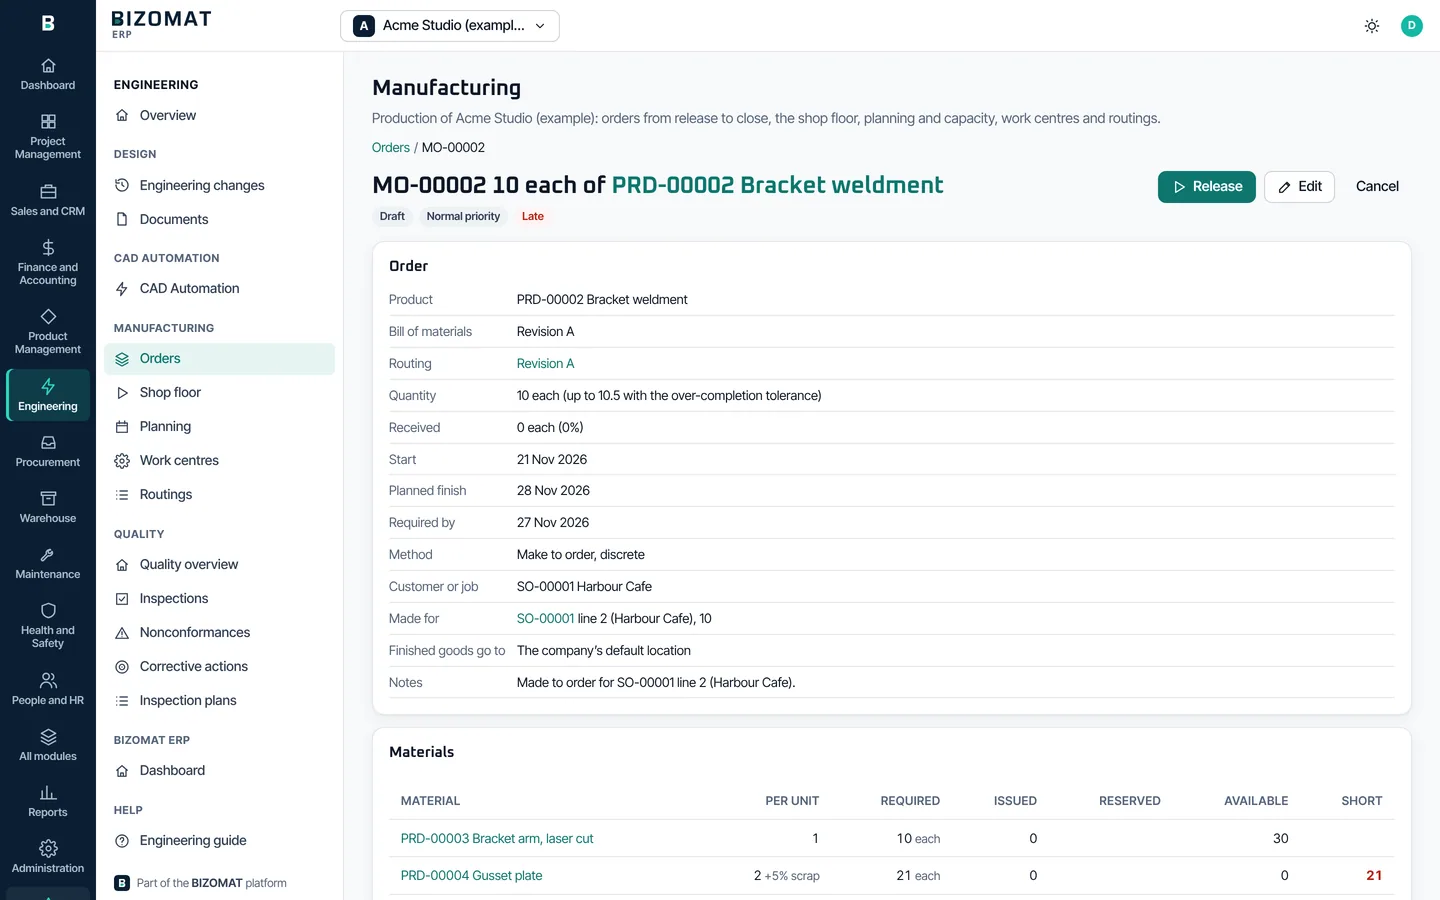 BIZOMAT
ERP
A Acme Studio (exampl...
D
B
Dashboard
Project
Management
Sales and CRM
Finance and
Accounting
Product
Management
Engineering
Procurement
Warehouse
Maintenance
Health and
Safety
People and HR
All modules
Reports
Administration
ENGINEERING
Overview
DESIGN
Engineering changes
Documents
CAD AUTOMATION
CAD Automation
MANUFACTURING
Orders
Shop floor
Planning
Work centres
Routings
QUALITY
Quality overview
Inspections
Nonconformances
Corrective actions
Inspection plans
BIZOMAT ERP
Dashboard
HELP
Engineering guide
B Part of the BIZOMAT platform
Manufacturing
Production of Acme Studio (example): orders from release to close, the shop floor, planning and capacity, work centres and routings.
Orders / MO-00002
MO-00002 10 each of PRD-00002 Bracket weldment
Release Edit Cancel
Draft Normal priority Late
Order
Product PRD-00002 Bracket weldment
Bill of materials Revision A
Routing Revision A
Quantity 10 each (up to 10.5 with the over-completion tolerance)
Received 0 each (0%)
Start 21 Nov 2026
Planned finish 28 Nov 2026
Required by 27 Nov 2026
Method Make to order, discrete
Customer or job SO-00001 Harbour Cafe
Made for SO-00001 line 2 (Harbour Cafe), 10
Finished goods go to The company's default location
Notes Made to order for SO-00001 line 2 (Harbour Cafe).
Materials
MATERIAL PER UNIT REQUIRED ISSUED RESERVED AVAILABLE SHORT
PRD-00003 Bracket arm, laser cut 1 10 each 0 30
PRD-00004 Gusset plate 2 +5% scrap 21 each 0 0 21